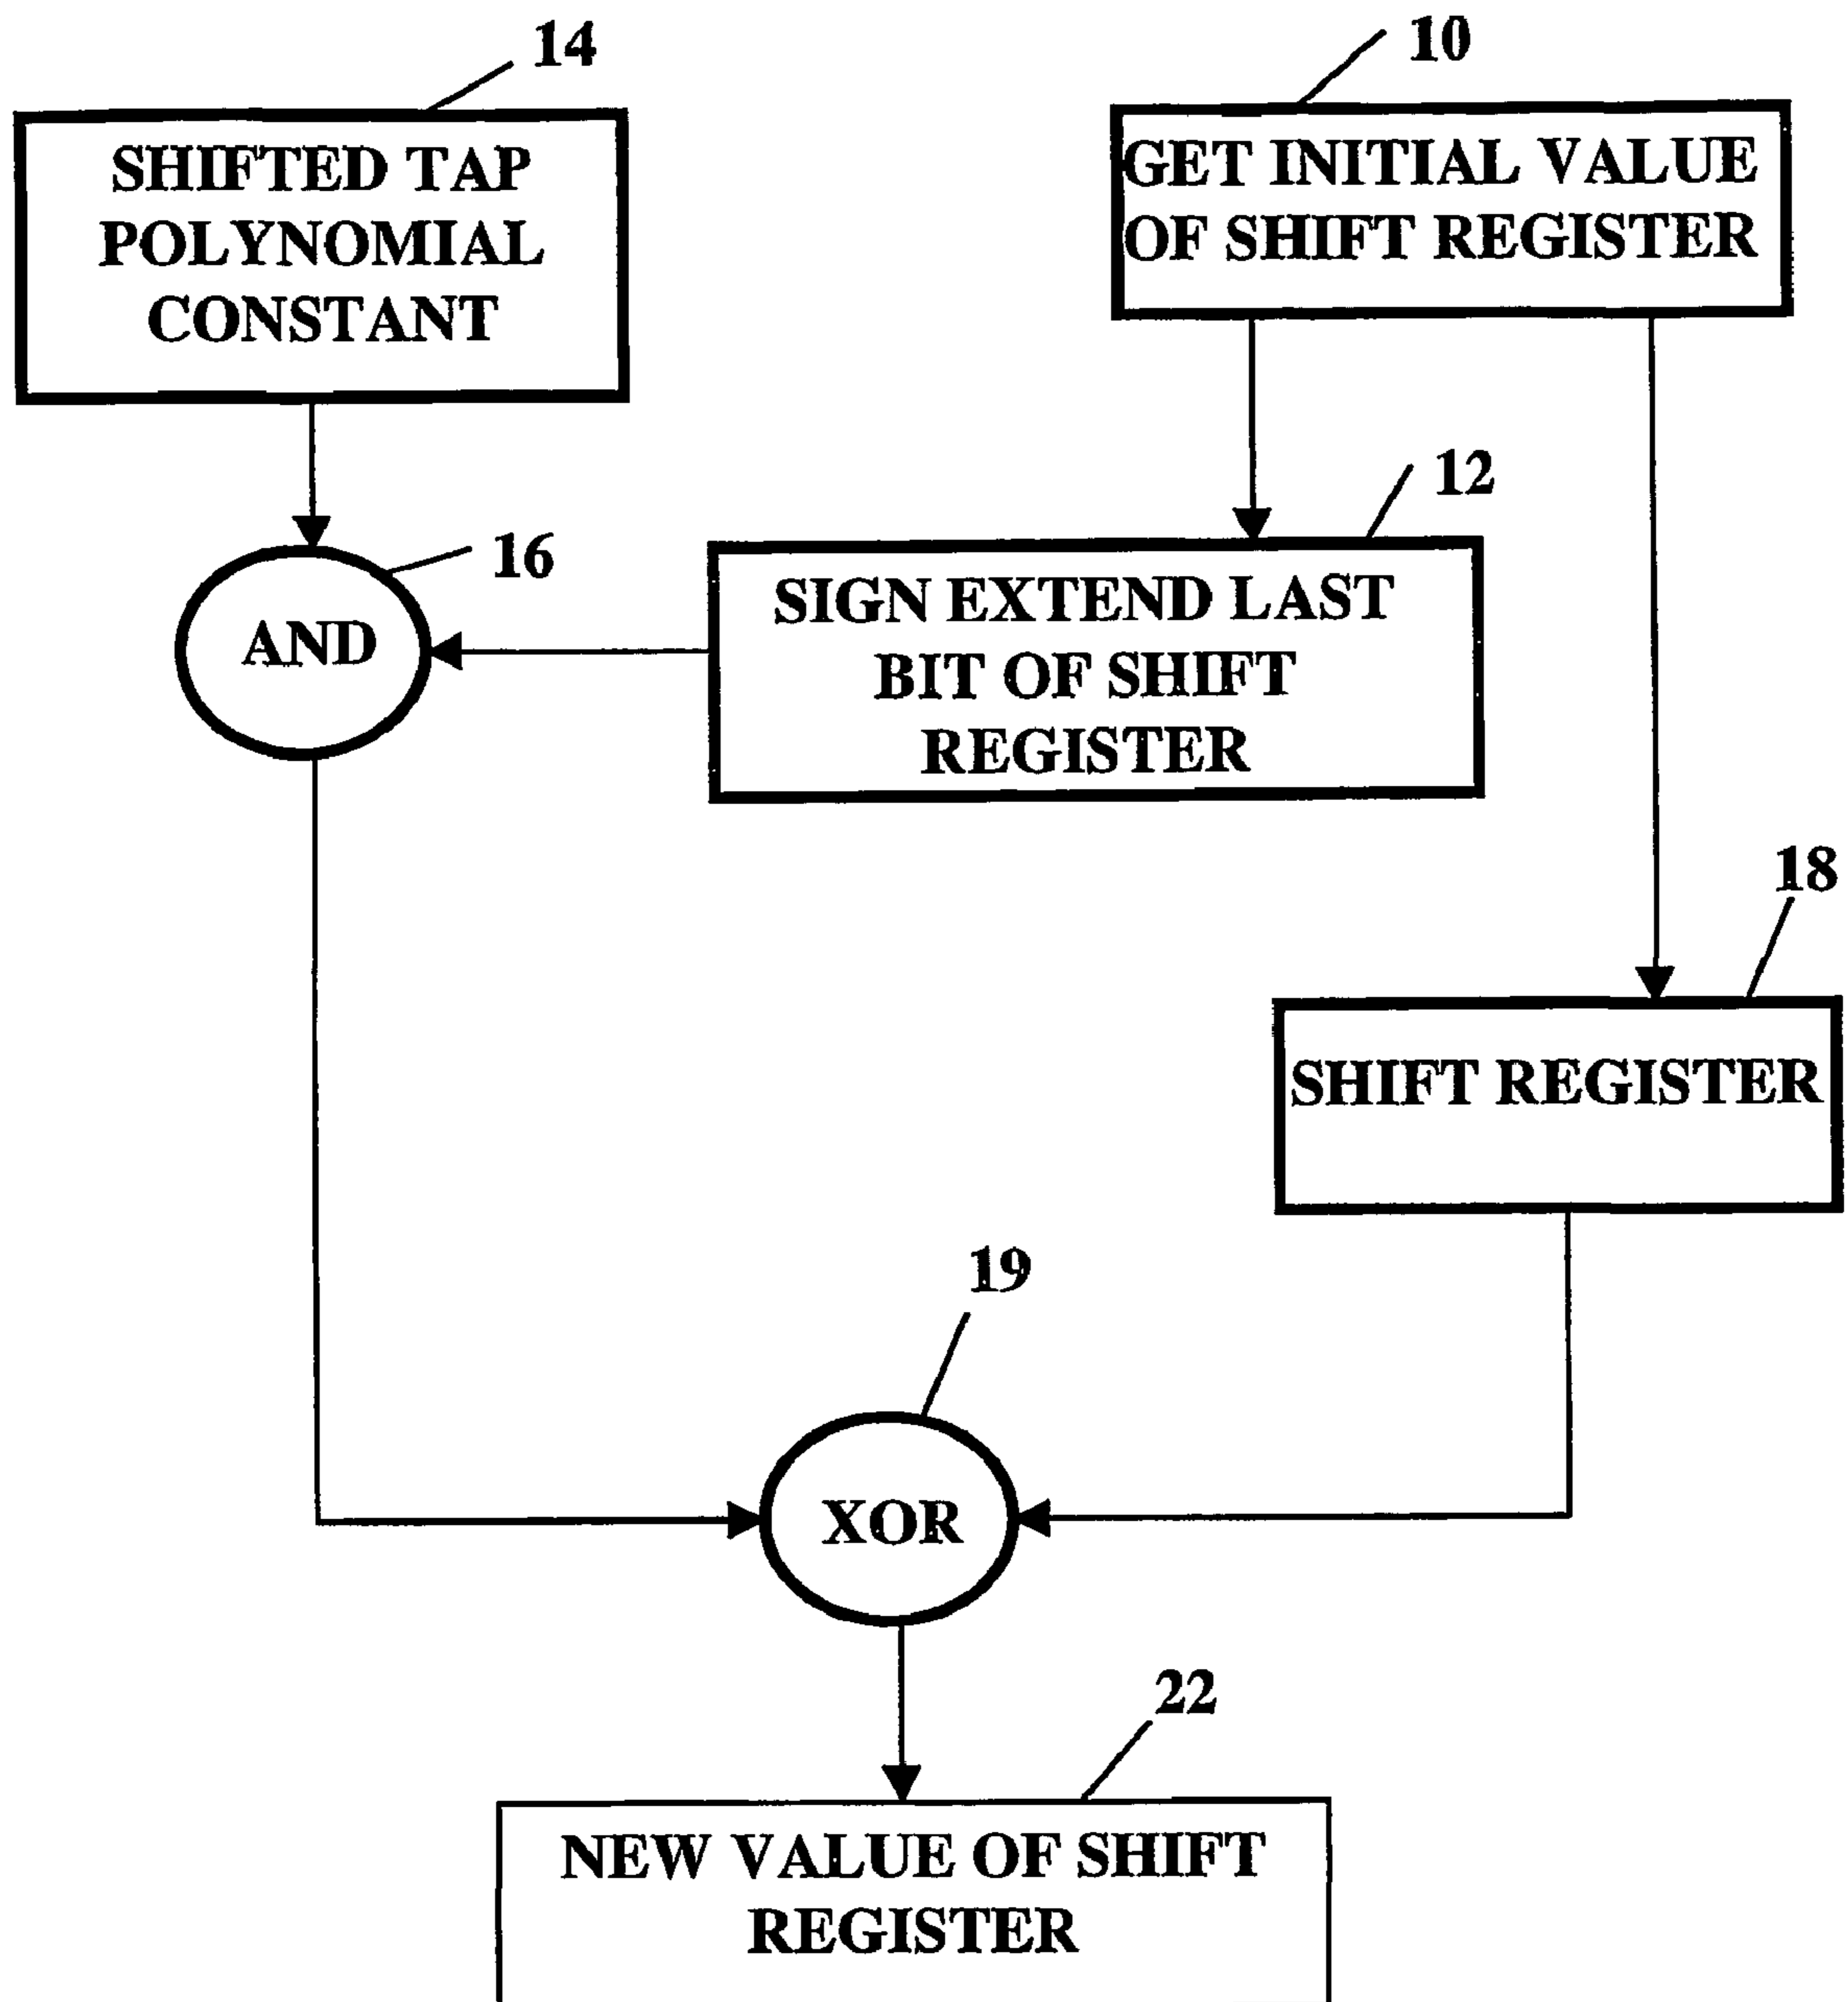 14
10
SHIFTED TAP
POLYNOMIAL
CONSTANT
GET INITIAL VALUE
OF SHIFT REGISTER
12
16
AND
SIGN EXTEND LAST
BIT OF SHIFT
REGISTER
18
SHIFT REGISTER
19
XOR
22
NEW VALUE OF SHIFT
REGISTER